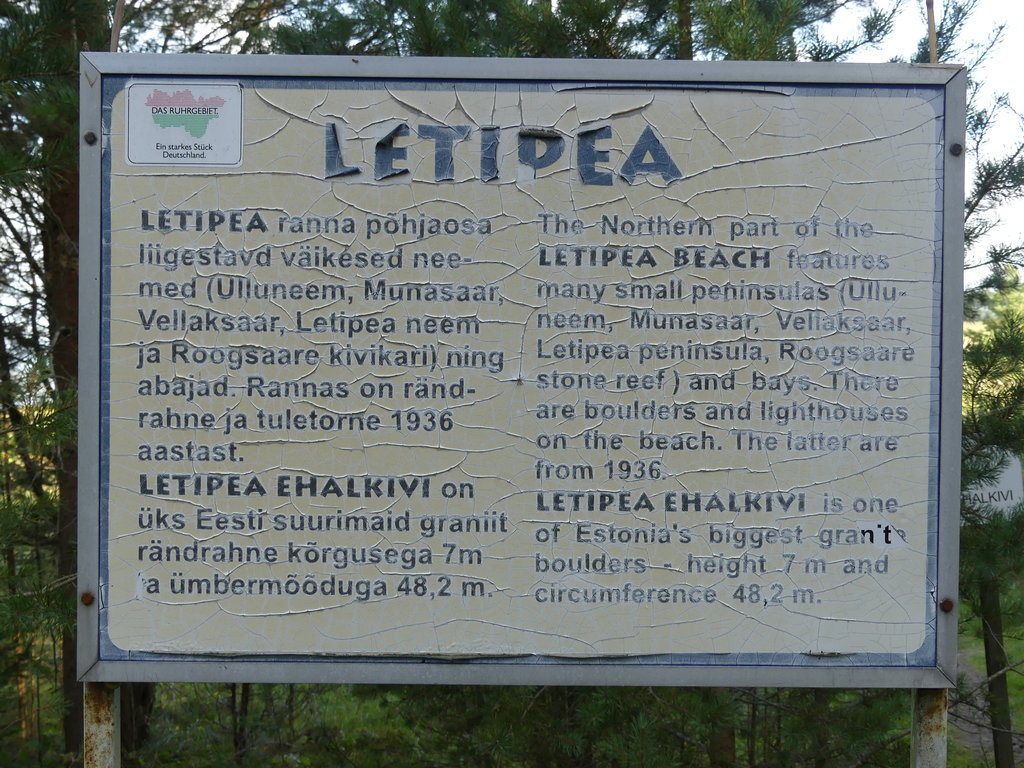 DAS RUHRGEBIET.
Ein starkes Stück
Deutschland.
LETIPEA
LETIPEA ranna põhjaosa
liigestavd väikesed nee-
med (Ulluneem, Munasaar,
Vellaksaar, Letipea neem
ja Roogsaare kivikari) ning
abajad. Rannas on ränd-
rahne ja tuletorne 1936
aastast.
LETIPEA EHALKIVI on
üks Eesti suurimaid graniit
rändrahne kõrgusega 7m
ja ümbermõõduga 48,2 m.
The Northern part of the
LETIPEA BEACH features
many small peninsulas (Ullu-
neem, Munasaar, Vellaksaar,
Letipea peninsula, Roogsaare
stone reef ) and bays. There
are boulders and lighthouses
on the beach. The latter are
from 1936.
LETIPEA EHALKIVI is one
of Estonia's biggest granite
boulders - height 7 m and
circumference 48,2 m.
EHALKIVI